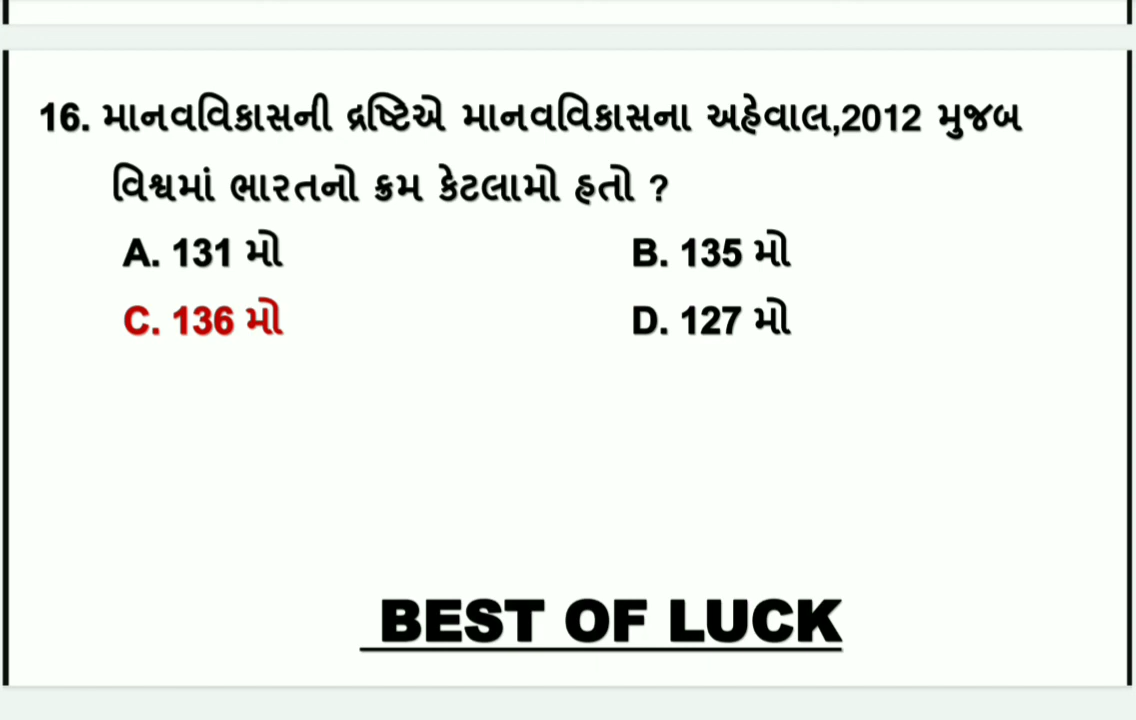 16. માનવવિકાસની દ્રષ્ટિએ માનવવિકાસના અહેવાલ,2012 મુજબ
વિશ્વમાં ભારતનો ક્રમ કેટલામો હતો ?
A. 131 મો
B. 135 મો
C. 136 મો
D. 127 મો
BEST OF LUCK